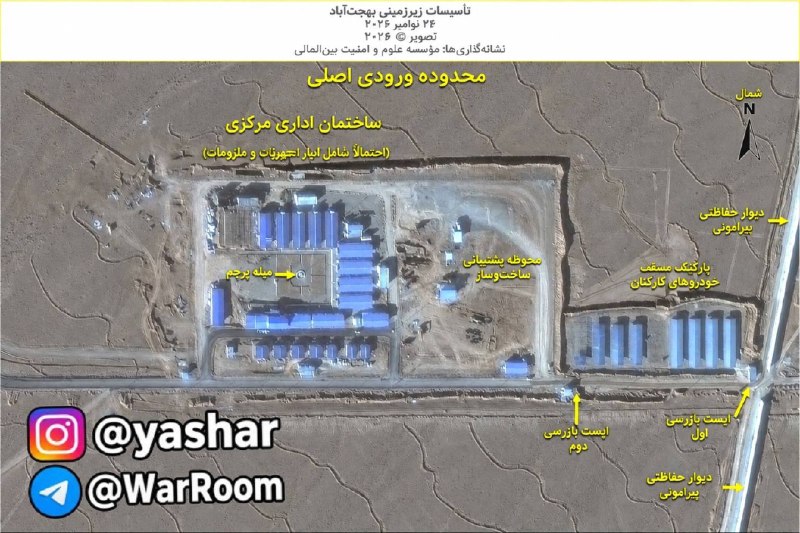 تأسیسات زیرزمینی بهجت‌آباد
۲۴ نوامبر ۲۰۲۶
تصویر © ۲۰۲۶
نشانه‌گذاری‌ها: مؤسسه علوم و امنیت بین‌المللی
محدوده ورودی اصلی
ساختمان اداری مرکزی
(احتمالاً شامل انبار و ملزومات)
شمال
N
دیوار حفاظتی
پیرامونی
محوطه پشتیبانی
ساخت‌وساز
پارکینگ مسقف
خودروهای کارکنان
میله پرچم
ایست بازرسی
اول
ایست بازرسی
دوم
دیوار حفاظتی
پیرامونی
@yashar
@WarRoom